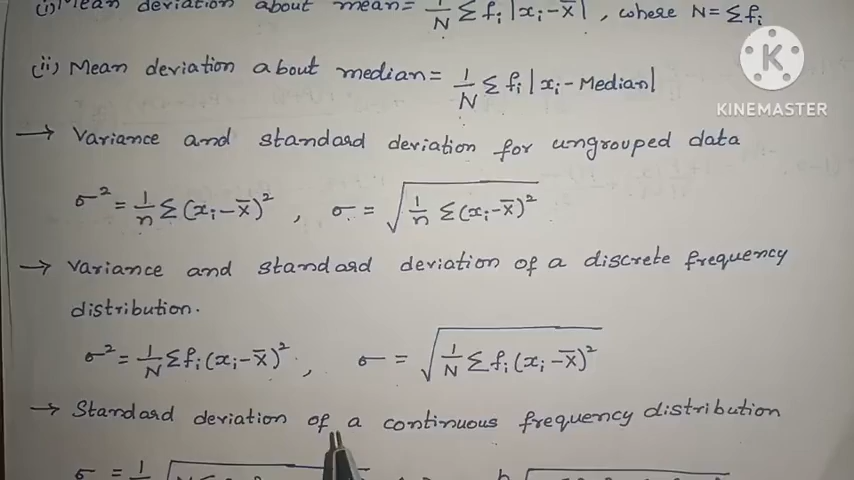 (i) Mean deviation about mean = 1/N Σ fᵢ |xᵢ - x̄| , where N = Σ fᵢ
(ii) Mean deviation about median = 1/N Σ fᵢ |xᵢ - Median|
K
KINEMASTER
→ Variance and standard deviation for ungrouped data
σ² = 1/n Σ (xᵢ - x̄)² , σ = √(1/n Σ (xᵢ - x̄)²)
→ Variance and standard deviation of a discrete frequency
distribution.
σ² = 1/N Σ fᵢ (xᵢ - x̄)² , σ = √(1/N Σ fᵢ (xᵢ - x̄)²)
→ Standard deviation of a continuous frequency distribution
σ = 1